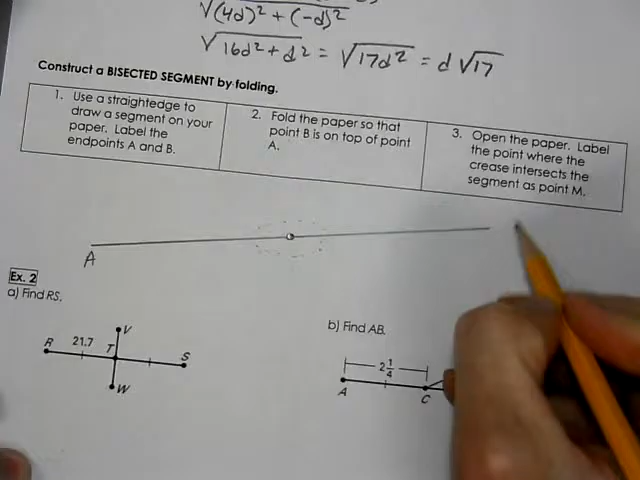 √(4d)² + (-d)²
√16d² + d² = √17d² = d√17
Construct a BISECTED SEGMENT by folding.
1. Use a straightedge to
draw a segment on your
paper. Label the
endpoints A and B.
2. Fold the paper so that
point B is on top of point
A.
3. Open the paper. Label
the point where the
crease intersects the
segment as point M.
A
Ex. 2
a) Find RS.
R 21.7 T V S
W
b) Find AB.
2 1/4
A C